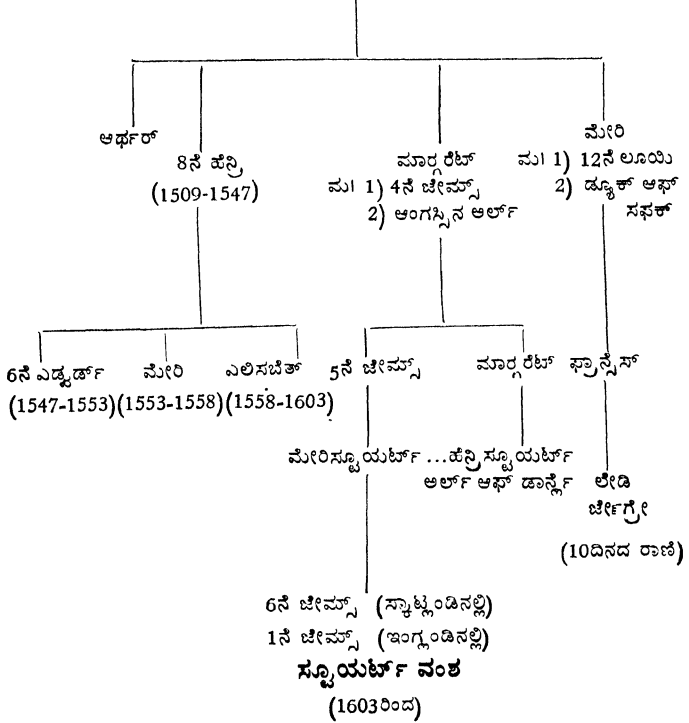 ಆರ್ಥರ್
8ನೆ ಹೆನ್ರಿ
(1509-1547)
ಮಾರ್ಗರೆಟ್
ಮ। 1) 4ನೆ ಜೇಮ್ಸ್
2) ಆಂಗಸ್ಸಿನ ಅರ್ಲ್
ಮೇರಿ
ಮ। 1) 12ನೆ ಲೂಯಿ
2) ಡ್ಯೂಕ್ ಆಫ್
ಸಫಕ್
6ನೆ ಎಡ್ವರ್ಡ್
(1547-1553)
ಮೇರಿ
(1553-1558)
ಎಲಿಸಬೆತ್
(1558-1603)
5ನೆ ಜೇಮ್ಸ್
ಮಾರ್ಗರೆಟ್
ಫ್ರಾನ್ಸೆಸ್
ಮೇರಿಸ್ಟೂಯರ್ಟ್ ...ಹೆನ್ರಿಸ್ಟೂಯರ್ಟ್
ಅರ್ಲ್ ಆಫ್ ಡಾರ್ನ್ಲೆ
ಲೇಡಿ
ಜೇನ್‌ಗ್ರೇ
(10ದಿನದ ರಾಣಿ)
6ನೆ ಜೇಮ್ಸ್ (ಸ್ಕಾಟ್ಲಂಡಿನಲ್ಲಿ)
1ನೆ ಜೇಮ್ಸ್ (ಇಂಗ್ಲಂಡಿನಲ್ಲಿ)
ಸ್ಟೂಯರ್ಟ್ ವಂಶ
(1603ರಿಂದ)